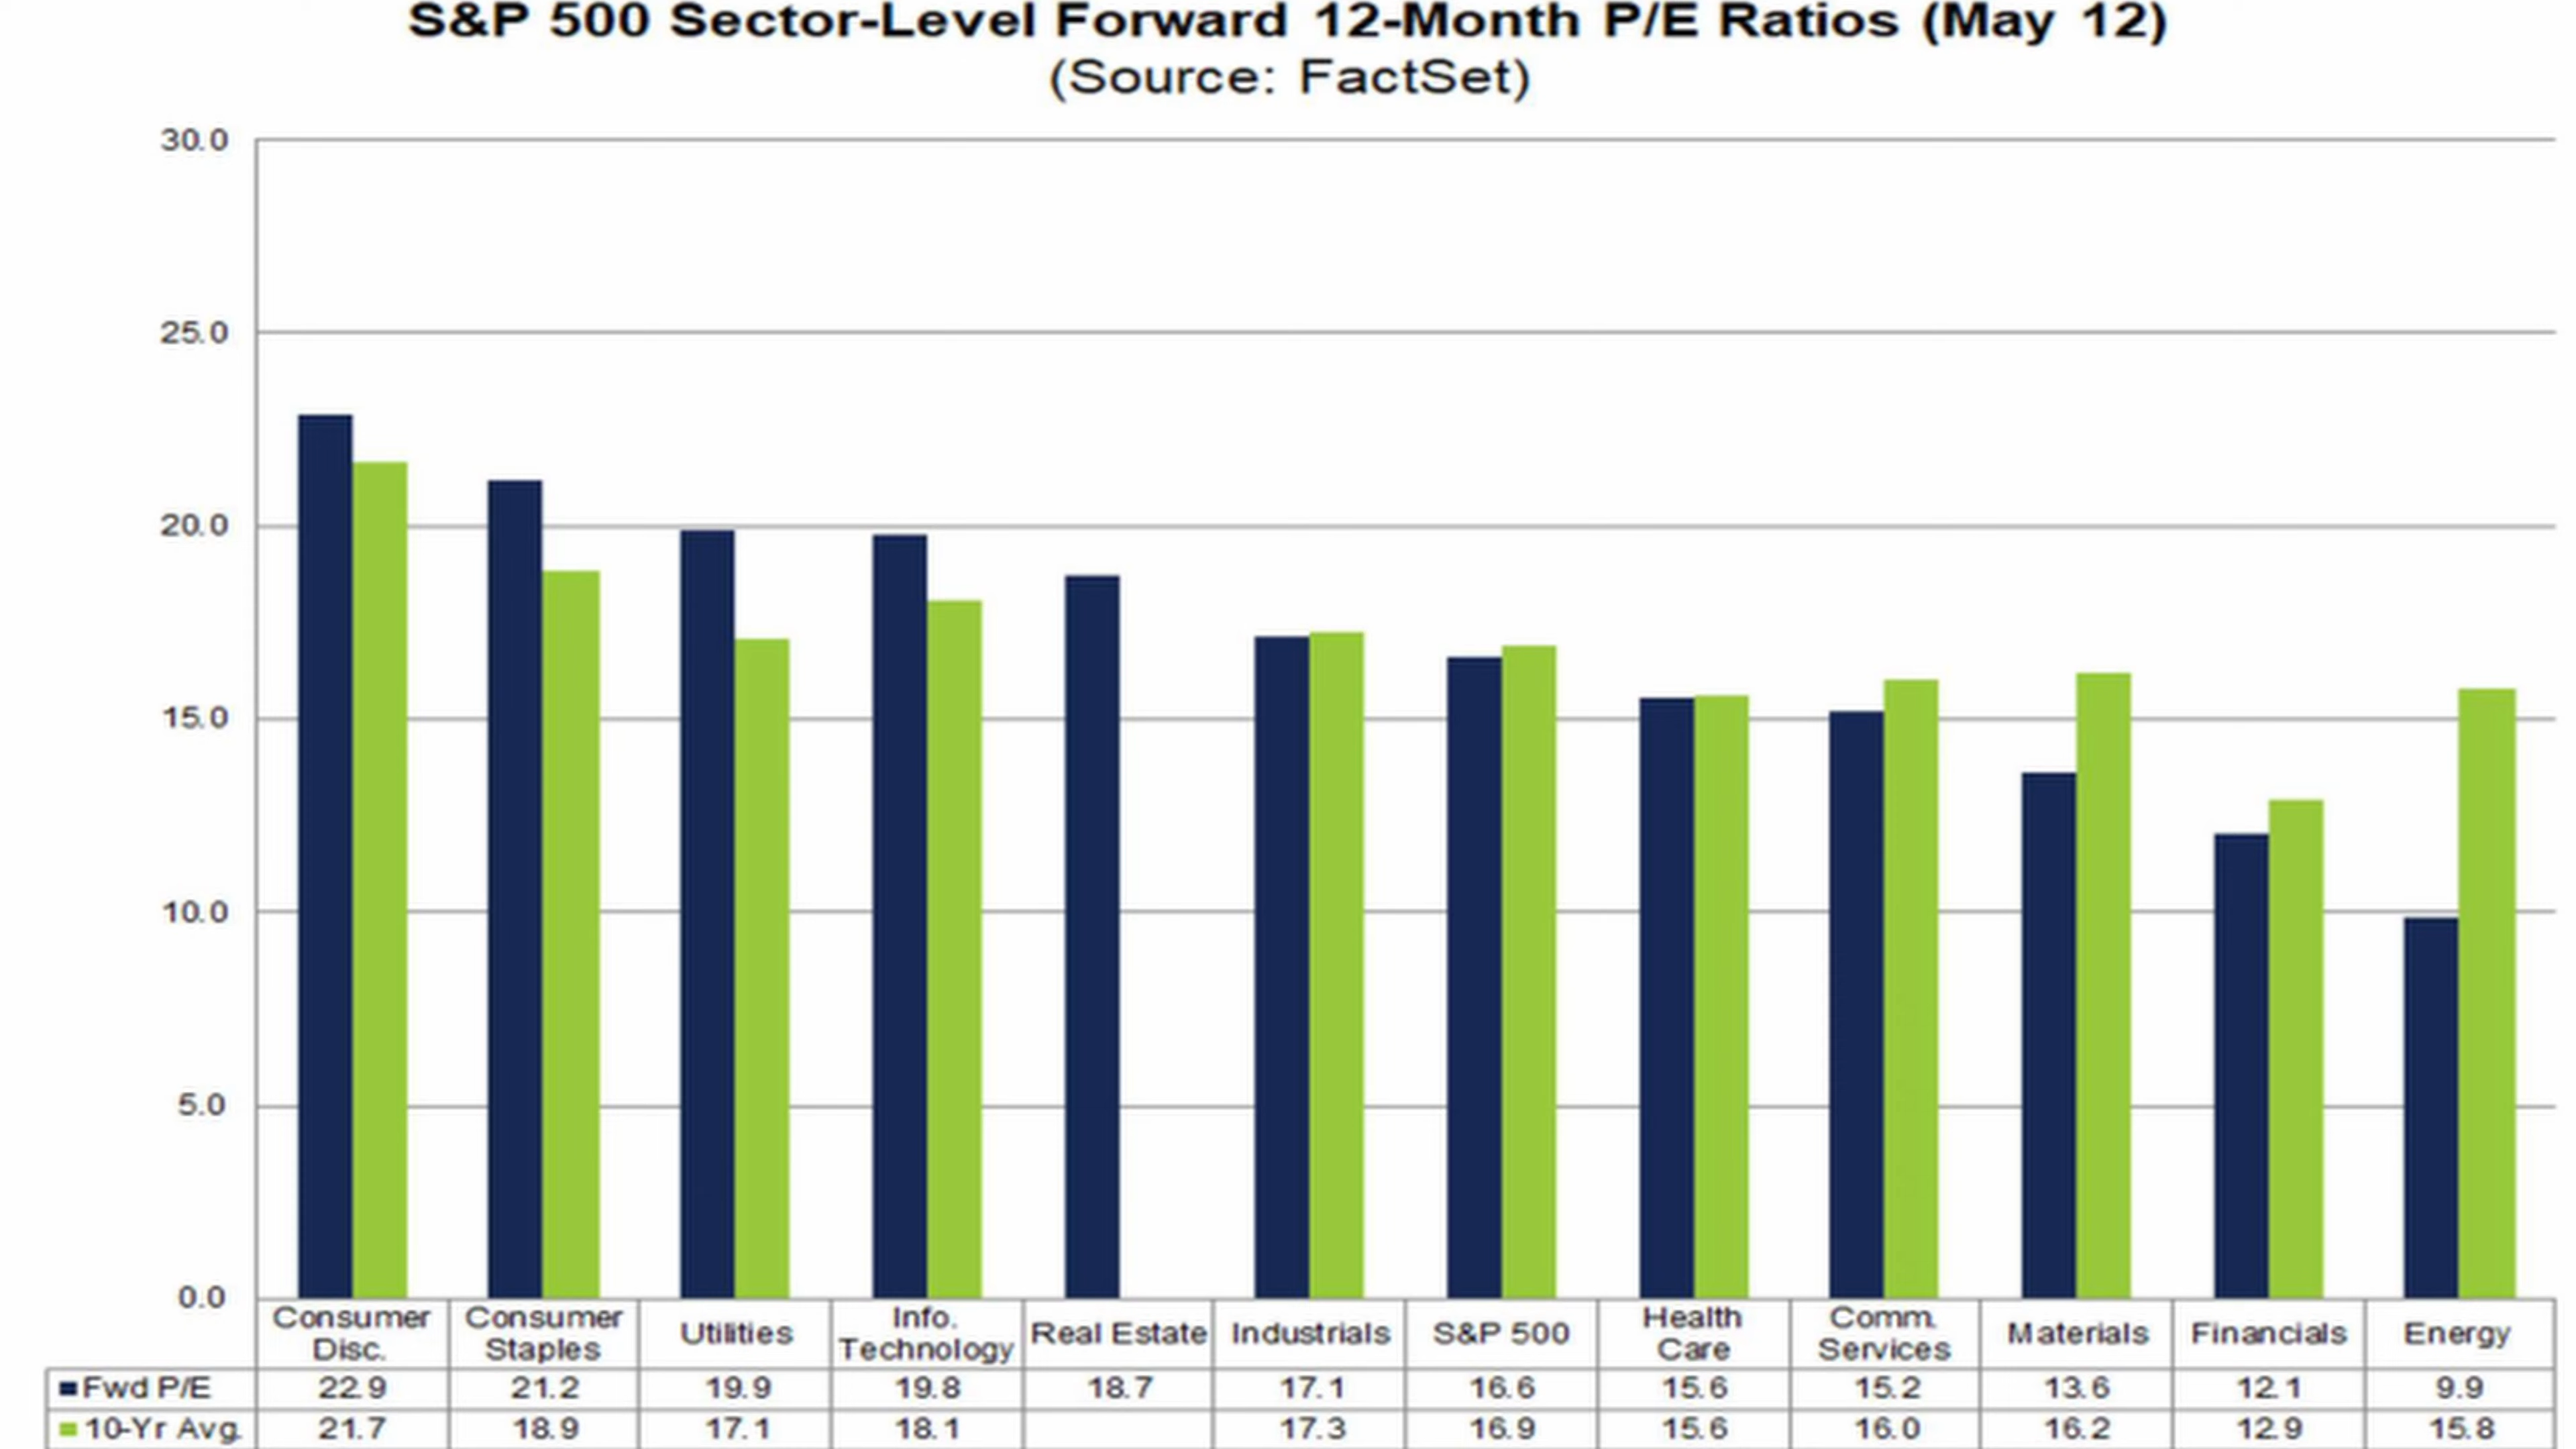 S&P 500 Sector-Level Forward 12-Month P/E Ratios (May 12)
(Source: FactSet)
30.0
25.0
20.0
15.0
10.0
5.0
0.0
Consumer Disc. Consumer Staples Utilities Info. Technology Real Estate Industrials S&P 500 Health Care Comm. Services Materials Financials Energy
Fwd P/E 22.9 21.2 19.9 19.8 18.7 17.1 16.6 15.6 15.2 13.6 12.1 9.9
10-Yr Avg. 21.7 18.9 17.1 18.1 17.3 16.9 15.6 16.0 16.2 12.9 15.8